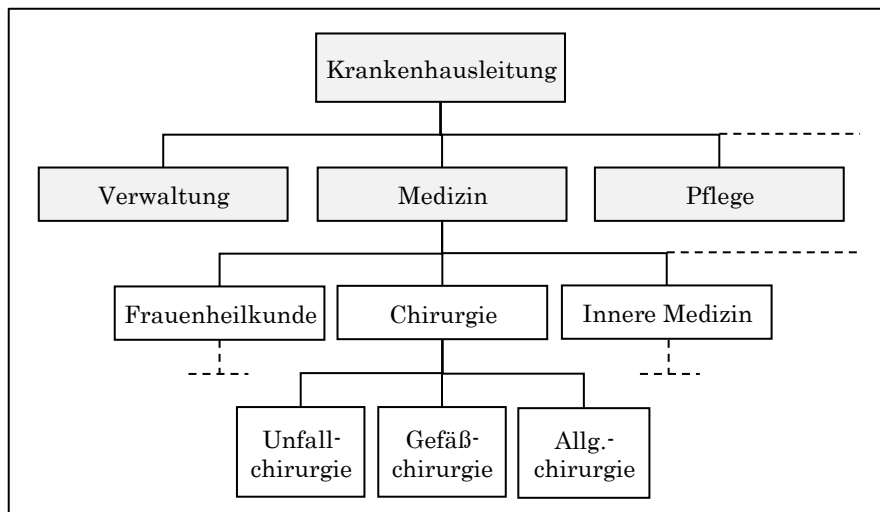 Krankenhausleitung
Verwaltung
Medizin
Pflege
Frauenheilkunde
Chirurgie
Innere Medizin
Unfall-
chirurgie
Gefäß-
chirurgie
Allg.-
chirurgie